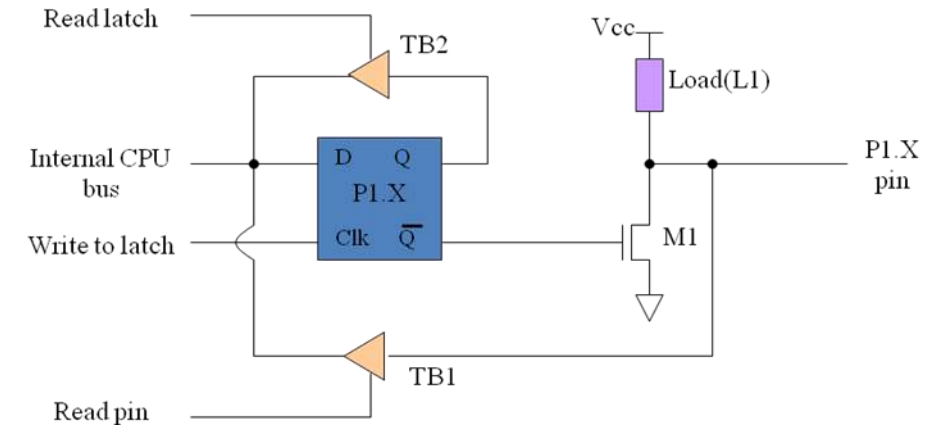 Read latch
TB2
Vcc
Load(L1)
Internal CPU
bus
D Q
P1.X
P1.X
pin
Write to latch
Clk Q̅
M1
TB1
Read pin